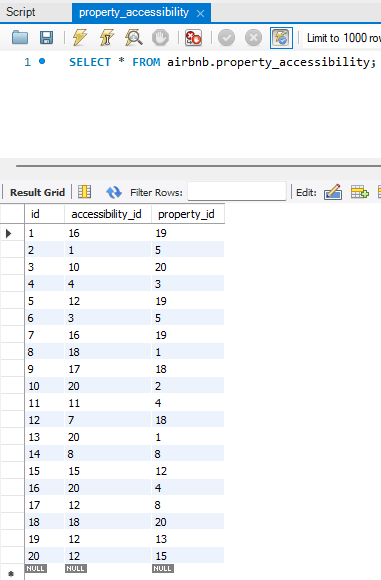 Script property_accessibility
Limit to 1000 row
1 SELECT * FROM airbnb.property_accessibility;
Result Grid Filter Rows: Edit:
id accessibility_id property_id
1 16 19
2 1 5
3 10 20
4 4 3
5 12 19
6 3 5
7 16 19
8 18 1
9 17 18
10 20 2
11 11 4
12 7 18
13 20 1
14 8 8
15 15 12
16 20 4
17 12 8
18 18 20
19 12 13
20 12 15
NULL NULL NULL